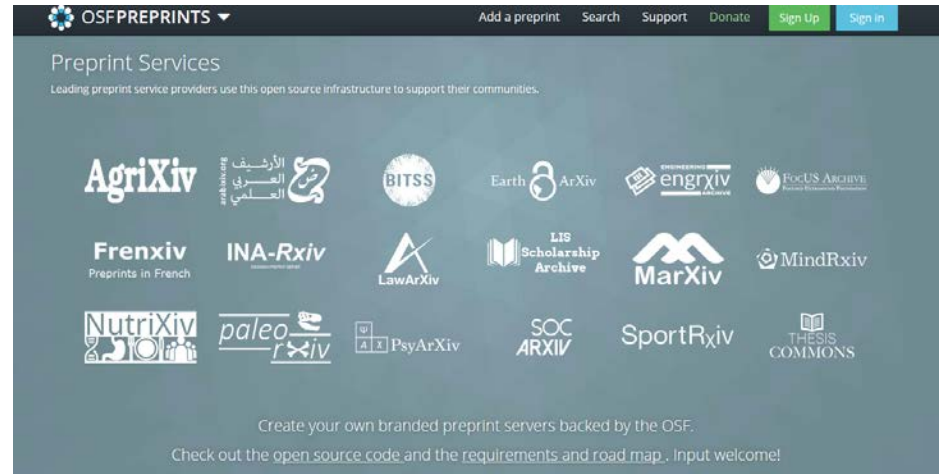 OSFPREPRINTS
Add a preprint Search Support Donate Sign Up Sign in
Preprint Services
Leading preprint service providers use this open source infrastructure to support their communities.
AgriXiv
arabixiv.org
الأرشيف
العربي
العلمي
BITSS
Earth ArXiv
ENGINEERING
engrxiv
ARCHIVE
FOCUS ARCHIVE
Frenxiv
Preprints in French
INA-Rxiv
LawArXiv
LIS
Scholarship
Archive
MarXiv
MindRxiv
NutriXiv
paleo
rxiv
Ψ
A X PsyArXiv
SOC
ARXIV
SportRχiv
THESIS
COMMONS
Create your own branded preprint servers backed by the OSF.
Check out the open source code and the requirements and road map . Input welcome!